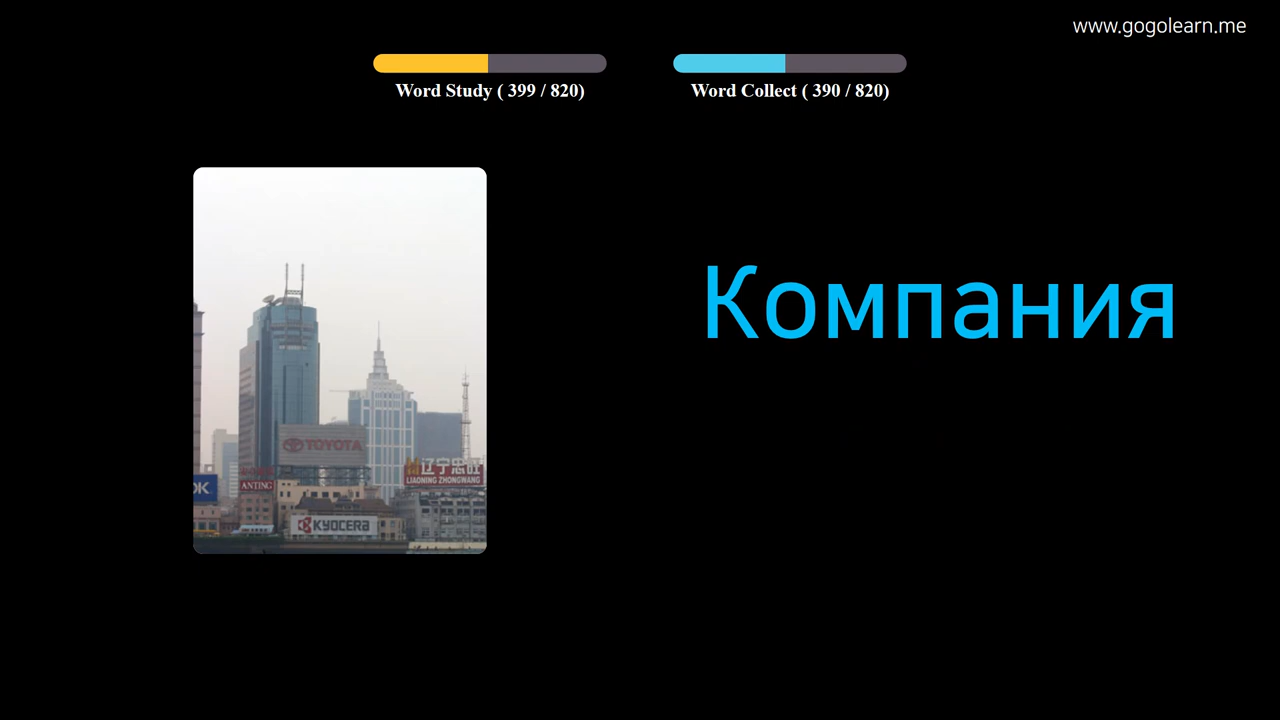 www.gogolearn.me
Word Study ( 399 / 820)
Word Collect ( 390 / 820)
Компания
TOYOTA
辽宁忠旺
LIAONING ZHONGWANG
OK
ANTING
KYOCERA